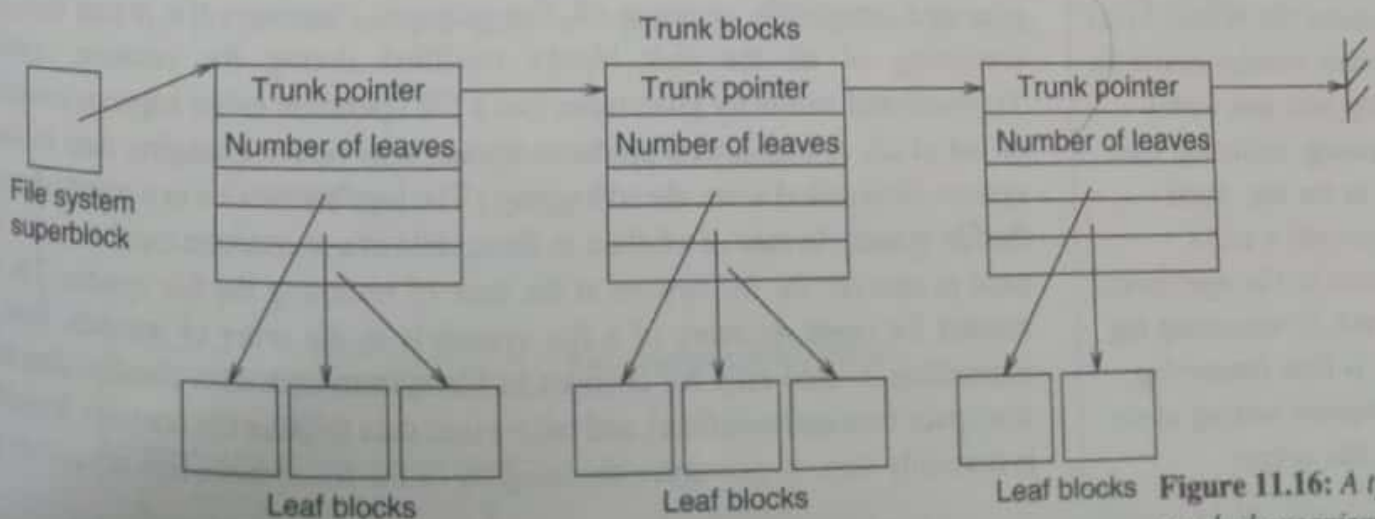 Trunk blocks
Trunk pointer
Number of leaves
Trunk pointer
Number of leaves
Trunk pointer
Number of leaves
File system
superblock
Leaf blocks
Leaf blocks
Leaf blocks
Figure 11.16: A